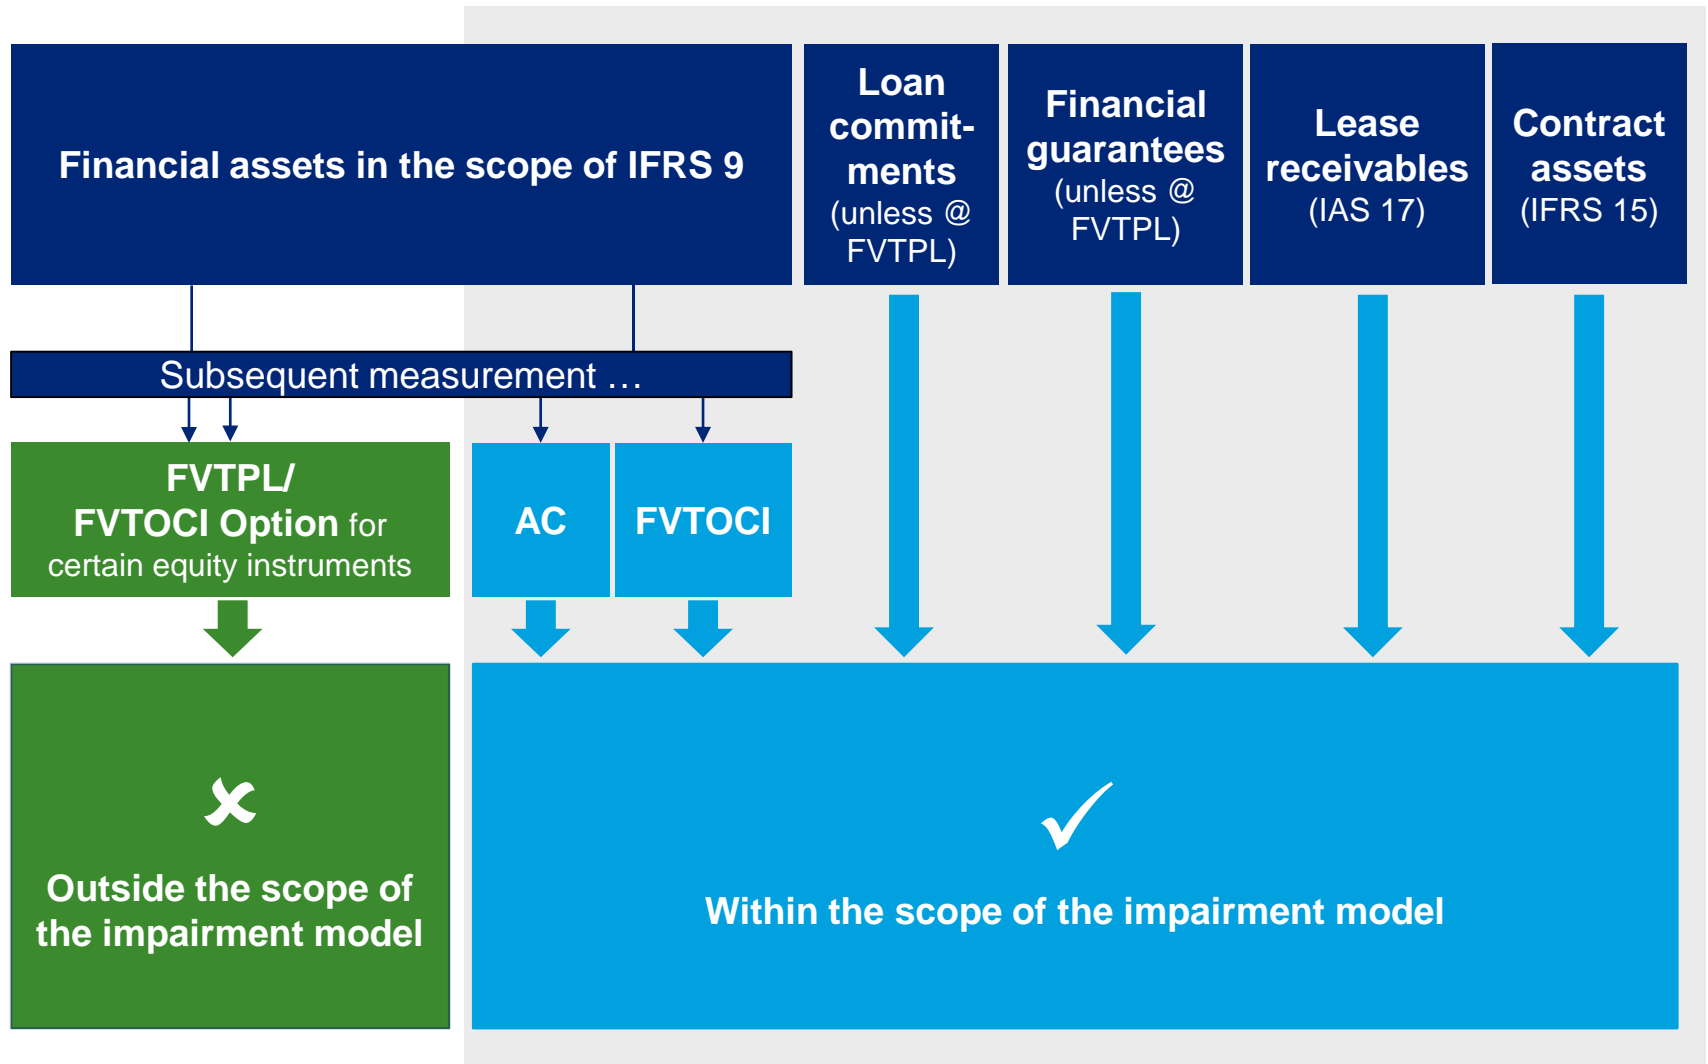 Financial assets in the scope of IFRS 9
Loan
commit-
ments
(unless @
FVTPL)
Financial
guarantees
(unless @
FVTPL)
Lease
receivables
(IAS 17)
Contract
assets
(IFRS 15)
Subsequent measurement …
FVTPL/
FVTOCI Option for
certain equity instruments
AC
FVTOCI
Outside the scope of
the impairment model
Within the scope of the impairment model